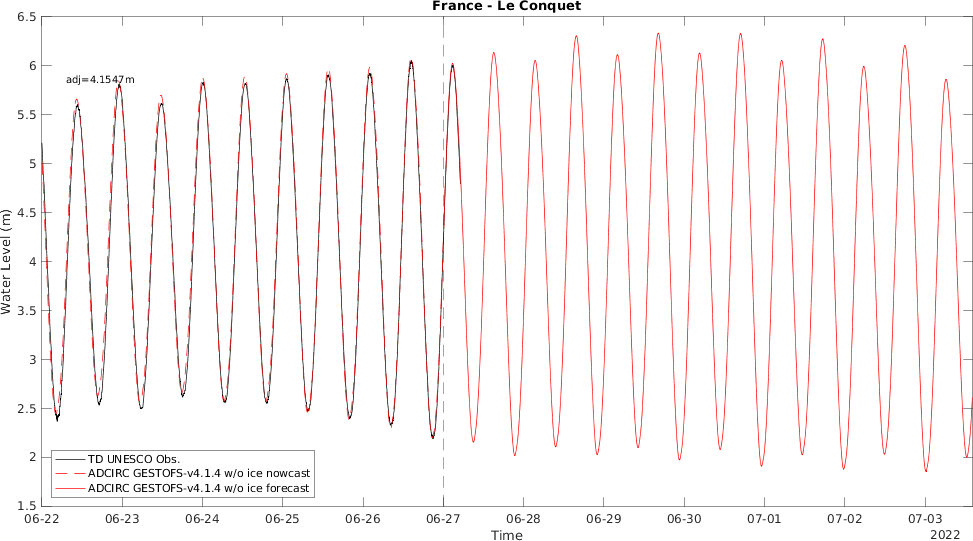 France - Le Conquet
adj=4.1547m
Water Level (m)
6.5
6
5.5
5
4.5
4
3.5
3
2.5
2
1.5
TD UNESCO Obs.
ADCIRC GESTOFS-v4.1.4 w/o ice nowcast
ADCIRC GESTOFS-v4.1.4 w/o ice forecast
06-22 06-23 06-24 06-25 06-26 06-27 06-28 06-29 06-30 07-01 07-02 07-03
2022
Time